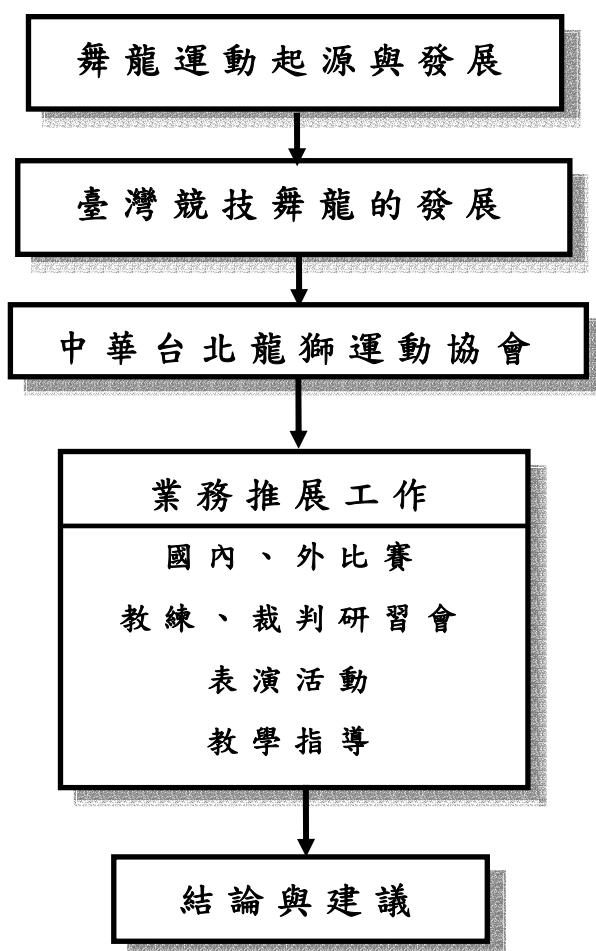 舞龍運動起源與發展
臺灣競技舞龍的發展
中華台北龍獅運動協會
業務推展工作
國內、外比賽
教練、裁判研習會
表演活動
教學指導
結論與建議